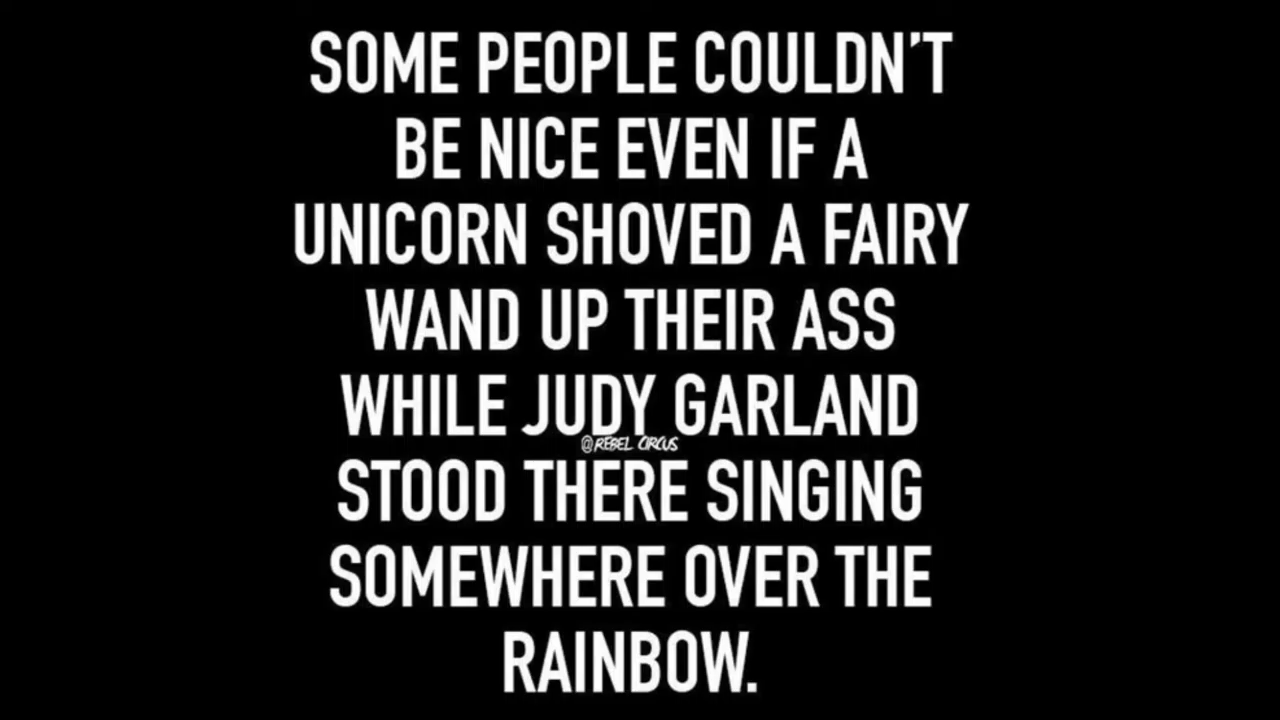 SOME PEOPLE COULDN'T
BE NICE EVEN IF A
UNICORN SHOVED A FAIRY
WAND UP THEIR ASS
WHILE JUDY GARLAND
@REBEL CIRCUS
STOOD THERE SINGING
SOMEWHERE OVER THE
RAINBOW.